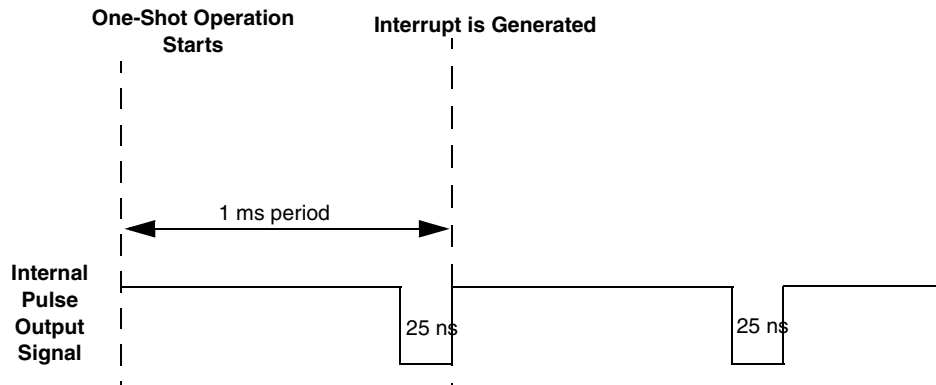 One-Shot Operation
Starts
Interrupt is Generated
1 ms period
Internal
Pulse
Output
Signal
25 ns
25 ns